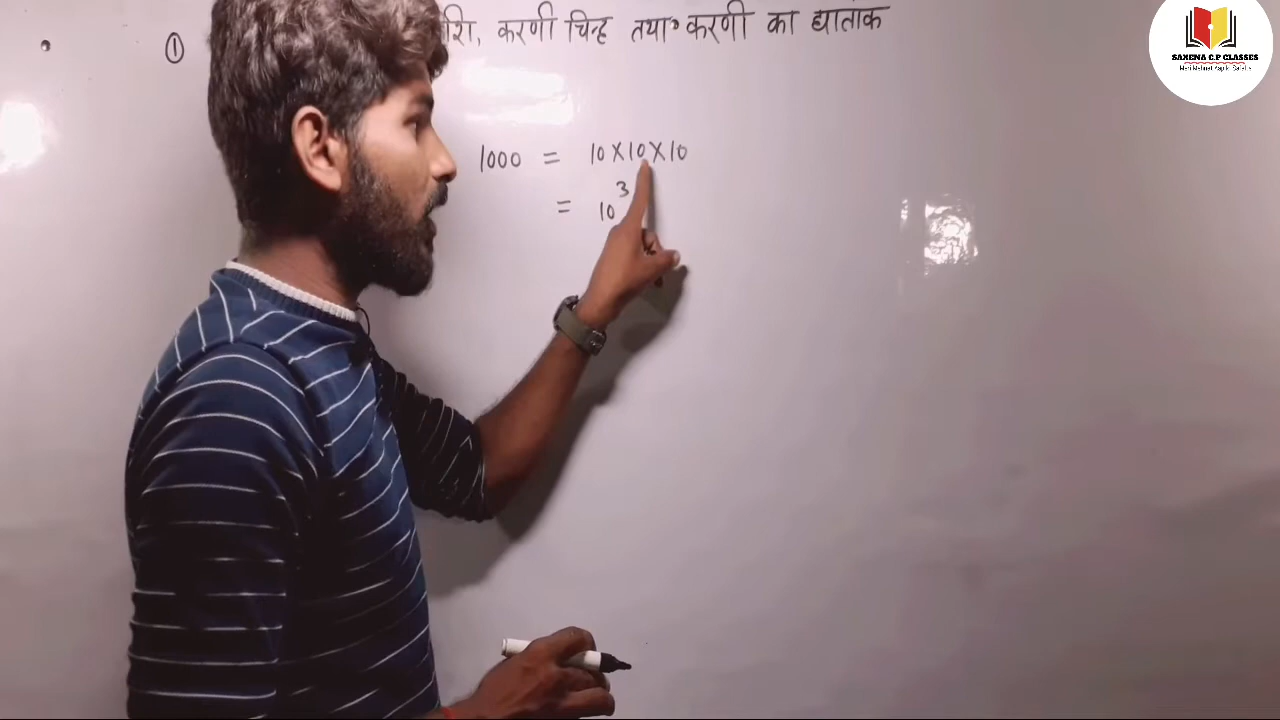 ① शि, करणी चिन्ह तथा करणी का घातांक
1000 = 10 X 10 X 10
= 10³
SAXENA C.P CLASSES